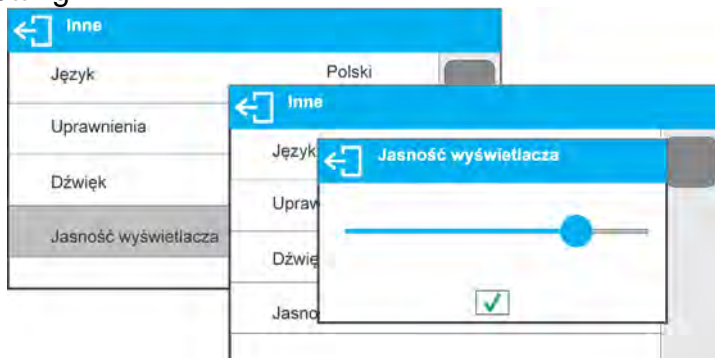 Inne
Język Polski
Uprawnienia
Dźwięk
Jasność wyświetlacza
Inne
Język
Upraw
Dźwię
Jasno
Jasność wyświetlacza